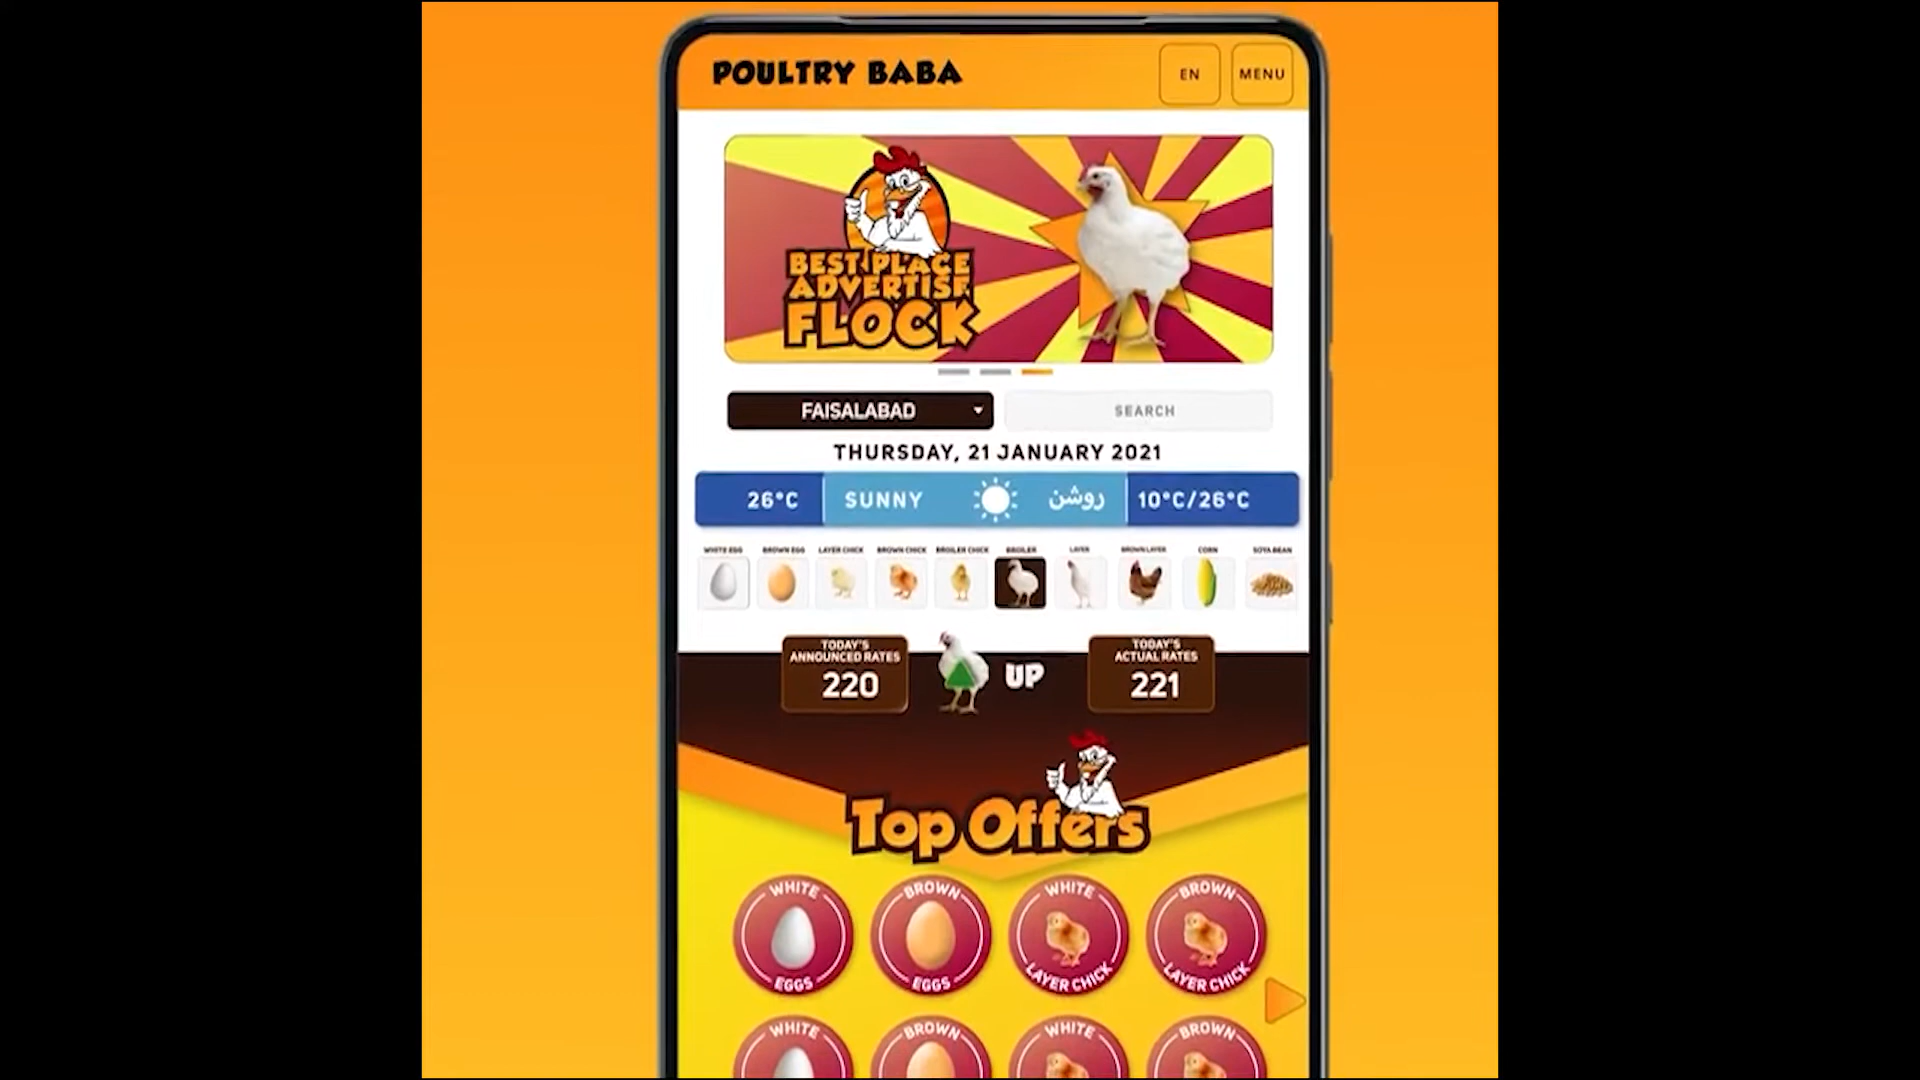 POULTRY BABA
EN
MENU
BEST PLACE
ADVERTISE
FLOCK
FAISALABAD
SEARCH
THURSDAY, 21 JANUARY 2021
26°C
SUNNY
روشن
10°C/26°C
WHITE EGG
BROWN EGG
LAYER CHICK
BROWN CHICK
BROILER CHICK
BROILER
LAYER
BROWN LAYER
CORN
SOYA BEAN
TODAY'S
ANNOUNCED RATES
220
UP
TODAY'S
ACTUAL RATES
221
Top Offers
WHITE
EGGS
BROWN
EGGS
WHITE
LAYER CHICK
BROWN
LAYER CHICK
WHITE
BROWN
WHITE
BROWN